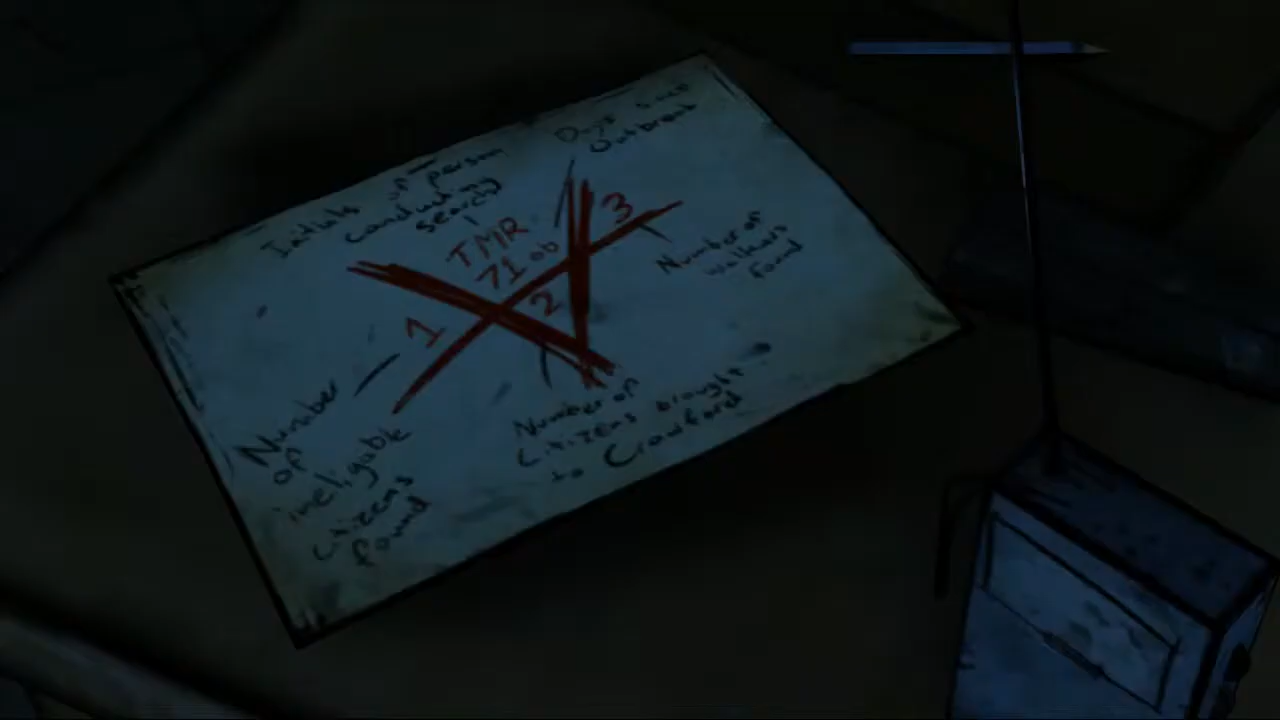 Initials of person
conducting
search
Days since
Outbreak
TMR
71 ob
3
1
2
Number of
walkers
found
Number
of
ineligable
citizens
found
Number of
Citizens brought
to Crawford